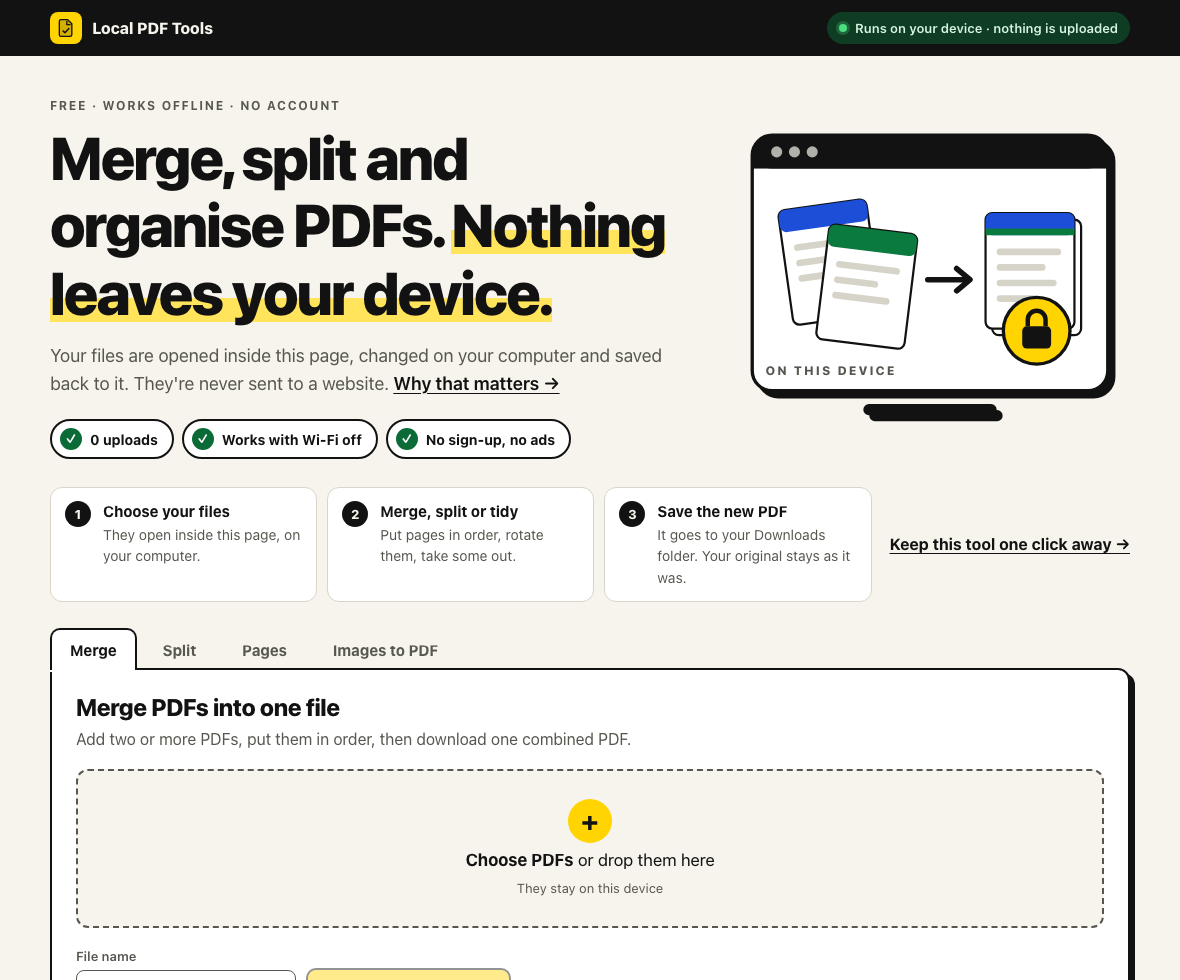 Local PDF Tools
Runs on your device · nothing is uploaded
FREE · WORKS OFFLINE · NO ACCOUNT
Merge, split and
organise PDFs. Nothing
leaves your device.
Your files are opened inside this page, changed on your computer and saved
back to it. They're never sent to a website. Why that matters →
0 uploads
Works with Wi-Fi off
No sign-up, no ads
ON THIS DEVICE
1
Choose your files
They open inside this page, on
your computer.
2
Merge, split or tidy
Put pages in order, rotate
them, take some out.
3
Save the new PDF
It goes to your Downloads
folder. Your original stays as it
was.
Keep this tool one click away →
Merge
Split
Pages
Images to PDF
Merge PDFs into one file
Add two or more PDFs, put them in order, then download one combined PDF.
+
Choose PDFs or drop them here
They stay on this device
File name